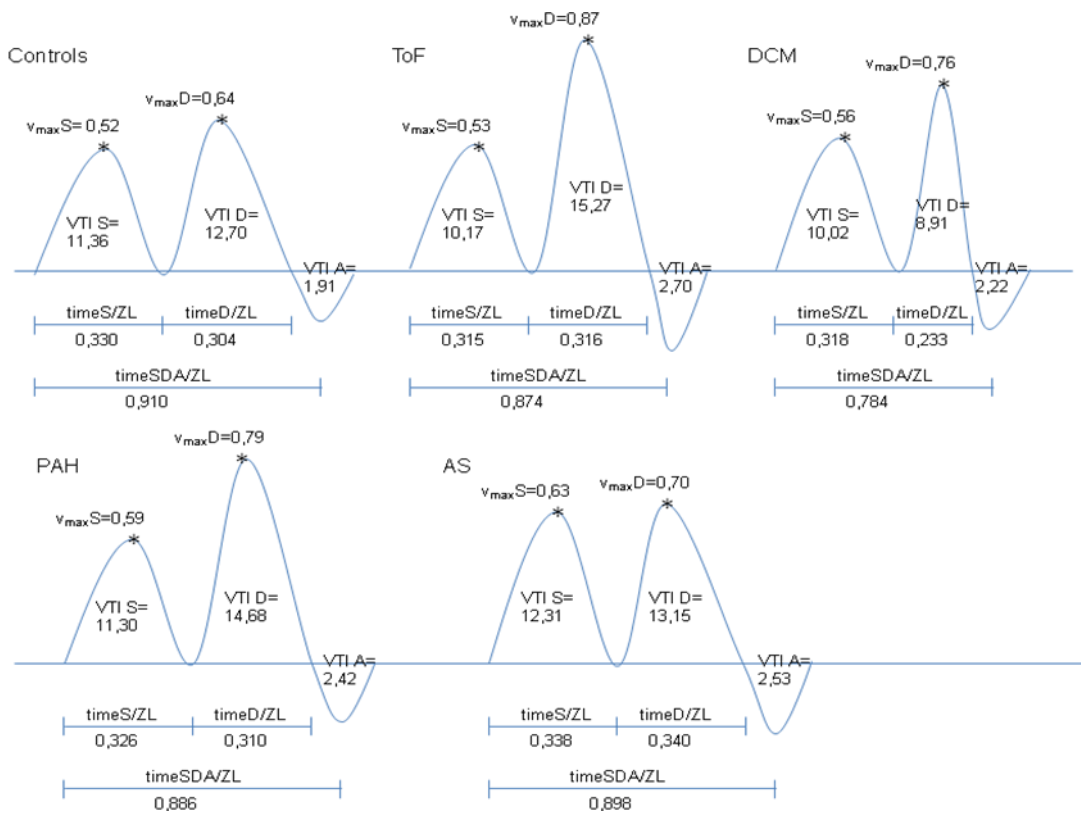 Controls
vmaxS= 0,52
*
vmaxD=0,64
*
VTI S=
11,36
VTI D=
12,70
VTI A=
1,91
timeS/ZL
0,330
timeD/ZL
0,304
timeSDA/ZL
0,910
ToF
vmaxS=0,53
*
vmaxD=0,87
*
VTI S=
10,17
VTI D=
15,27
VTI A=
2,70
timeS/ZL
0,315
timeD/ZL
0,316
timeSDA/ZL
0,874
DCM
vmaxS=0,56
*
vmaxD=0,76
*
VTI S=
10,02
VTI D=
8,91
VTI A=
2,22
timeS/ZL
0,318
timeD/ZL
0,233
timeSDA/ZL
0,784
PAH
vmaxS=0,59
*
vmaxD=0,79
*
VTI S=
11,30
VTI D=
14,68
VTI A=
2,42
timeS/ZL
0,326
timeD/ZL
0,310
timeSDA/ZL
0,886
AS
vmaxS=0,63
*
vmaxD=0,70
*
VTI S=
12,31
VTI D=
13,15
VTI A=
2,53
timeS/ZL
0,338
timeD/ZL
0,340
timeSDA/ZL
0,898